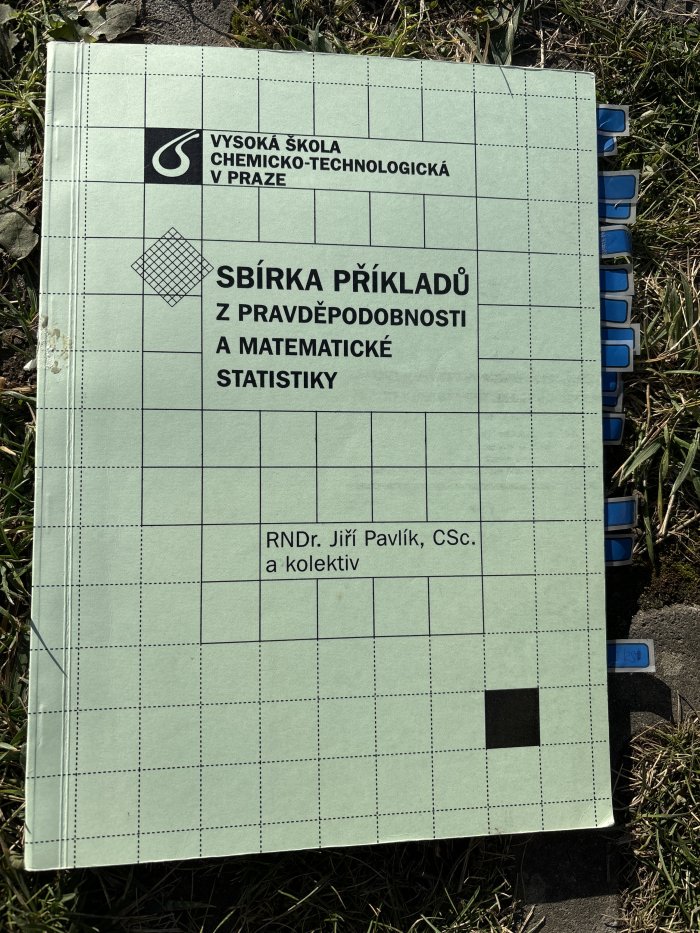 VYSOKÁ ŠKOLA
CHEMICKO-TECHNOLOGICKÁ
V PRAZE
SBÍRKA PŘÍKLADŮ
Z PRAVDĚPODOBNOSTI
A MATEMATICKÉ
STATISTIKY
RNDr. Jiří Pavlík, CSc.
a kolektiv